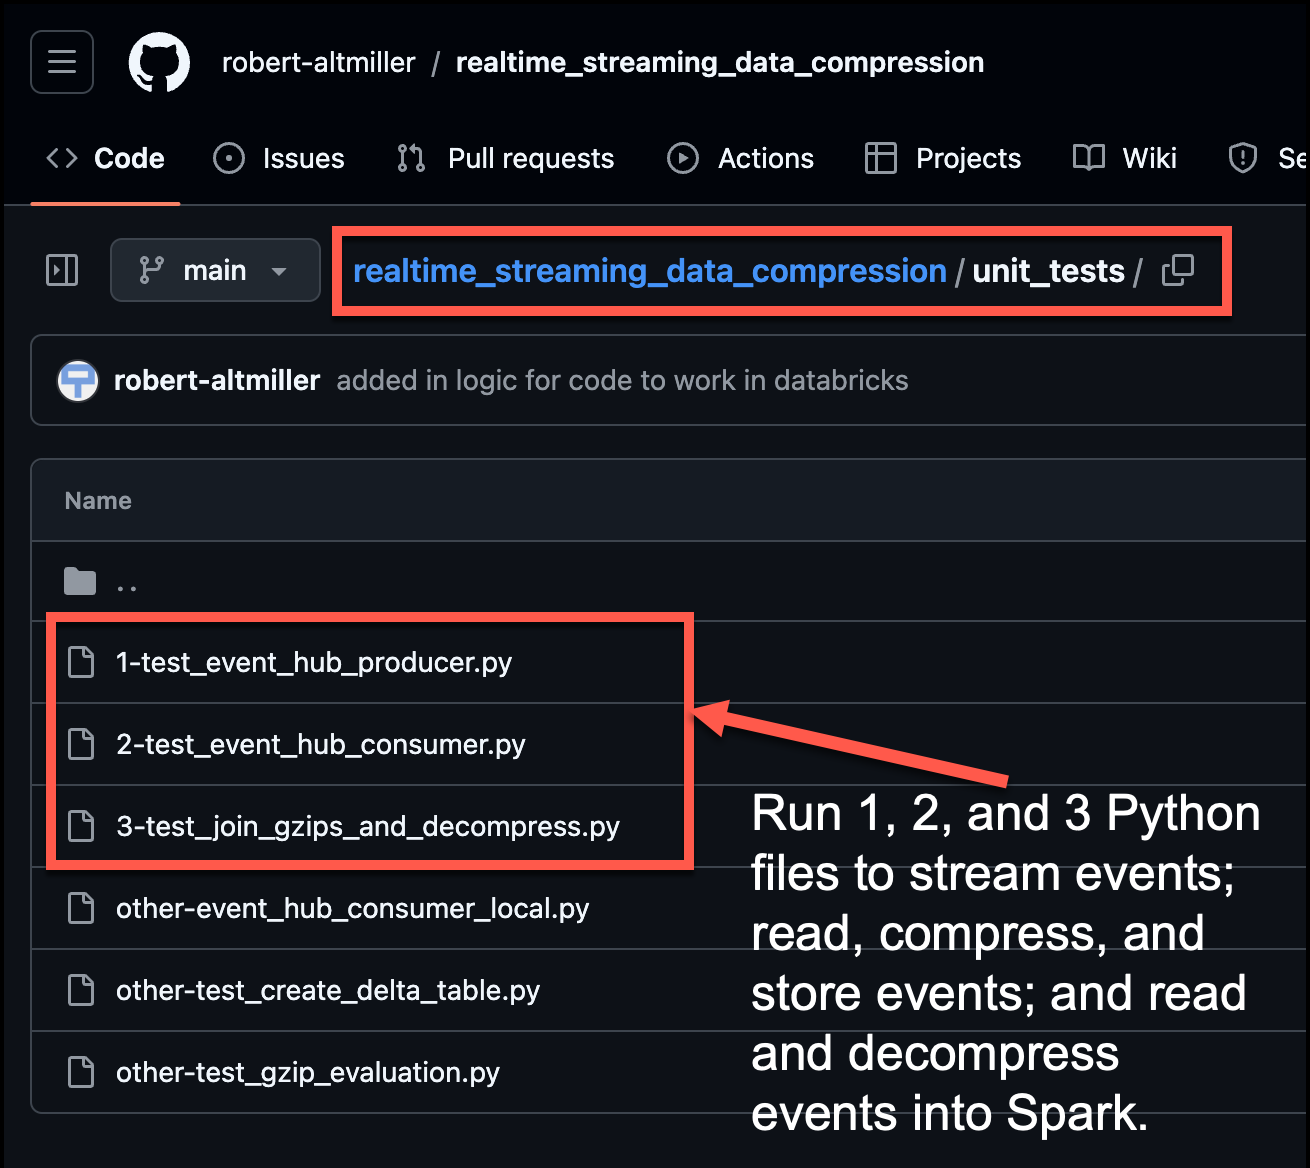 robert-altmiller / realtime_streaming_data_compression
Code Issues Pull requests Actions Projects Wiki Se
main realtime_streaming_data_compression / unit_tests /
robert-altmiller added in logic for code to work in databricks
Name
..
1-test_event_hub_producer.py
2-test_event_hub_consumer.py
3-test_join_gzips_and_decompress.py
other-event_hub_consumer_local.py
other-test_create_delta_table.py
other-test_gzip_evaluation.py
Run 1, 2, and 3 Python
files to stream events;
read, compress, and
store events; and read
and decompress
events into Spark.